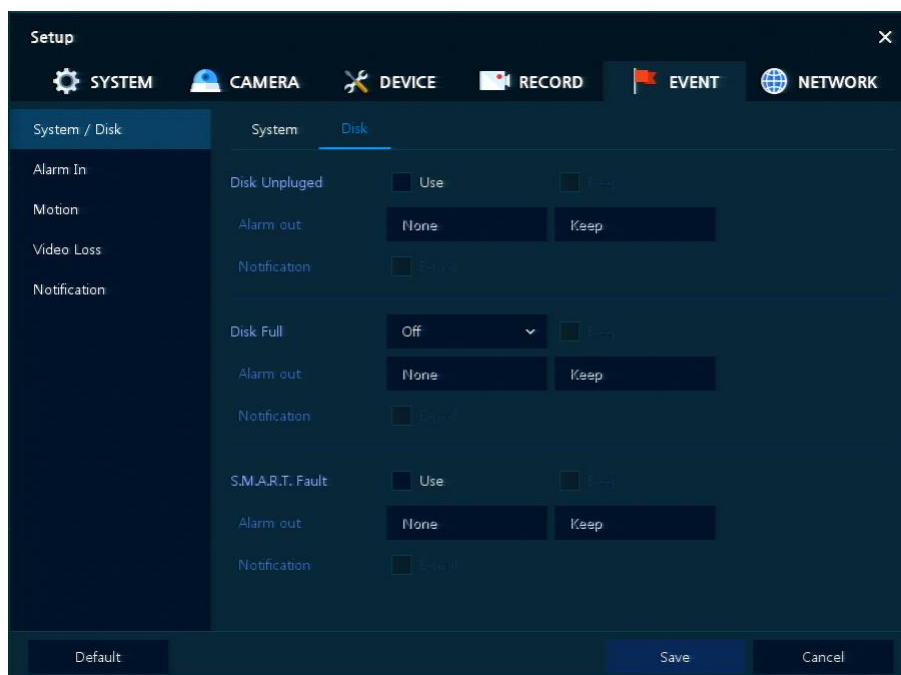 Setup
SYSTEM CAMERA DEVICE RECORD EVENT NETWORK
System / Disk
Alarm In
Motion
Video Loss
Notification
System Disk
Disk Unpluged Use
Alarm out None Keep
Notification
Disk Full Off
Alarm out None Keep
Notification
S.M.A.R.T. Fault Use
Alarm out None Keep
Notification
Default Save Cancel